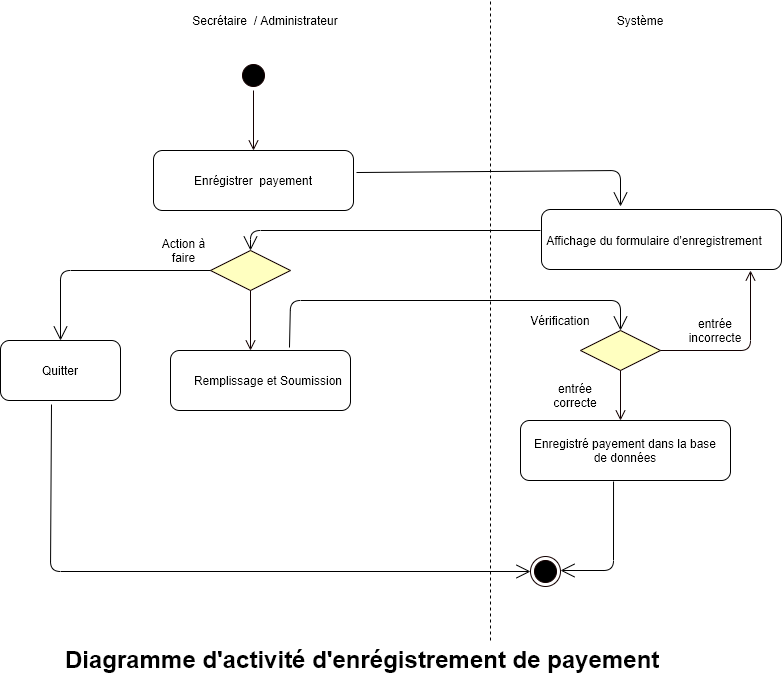 Secrétaire / Administrateur
Système
Enrégistrer payement
Affichage du formulaire d'enregistrement
Action à
faire
Vérification
entrée
incorrecte
Quitter
Remplissage et Soumission
entrée
correcte
Enregistré payement dans la base
de données
Diagramme d'activité d'enrégistrement de payement